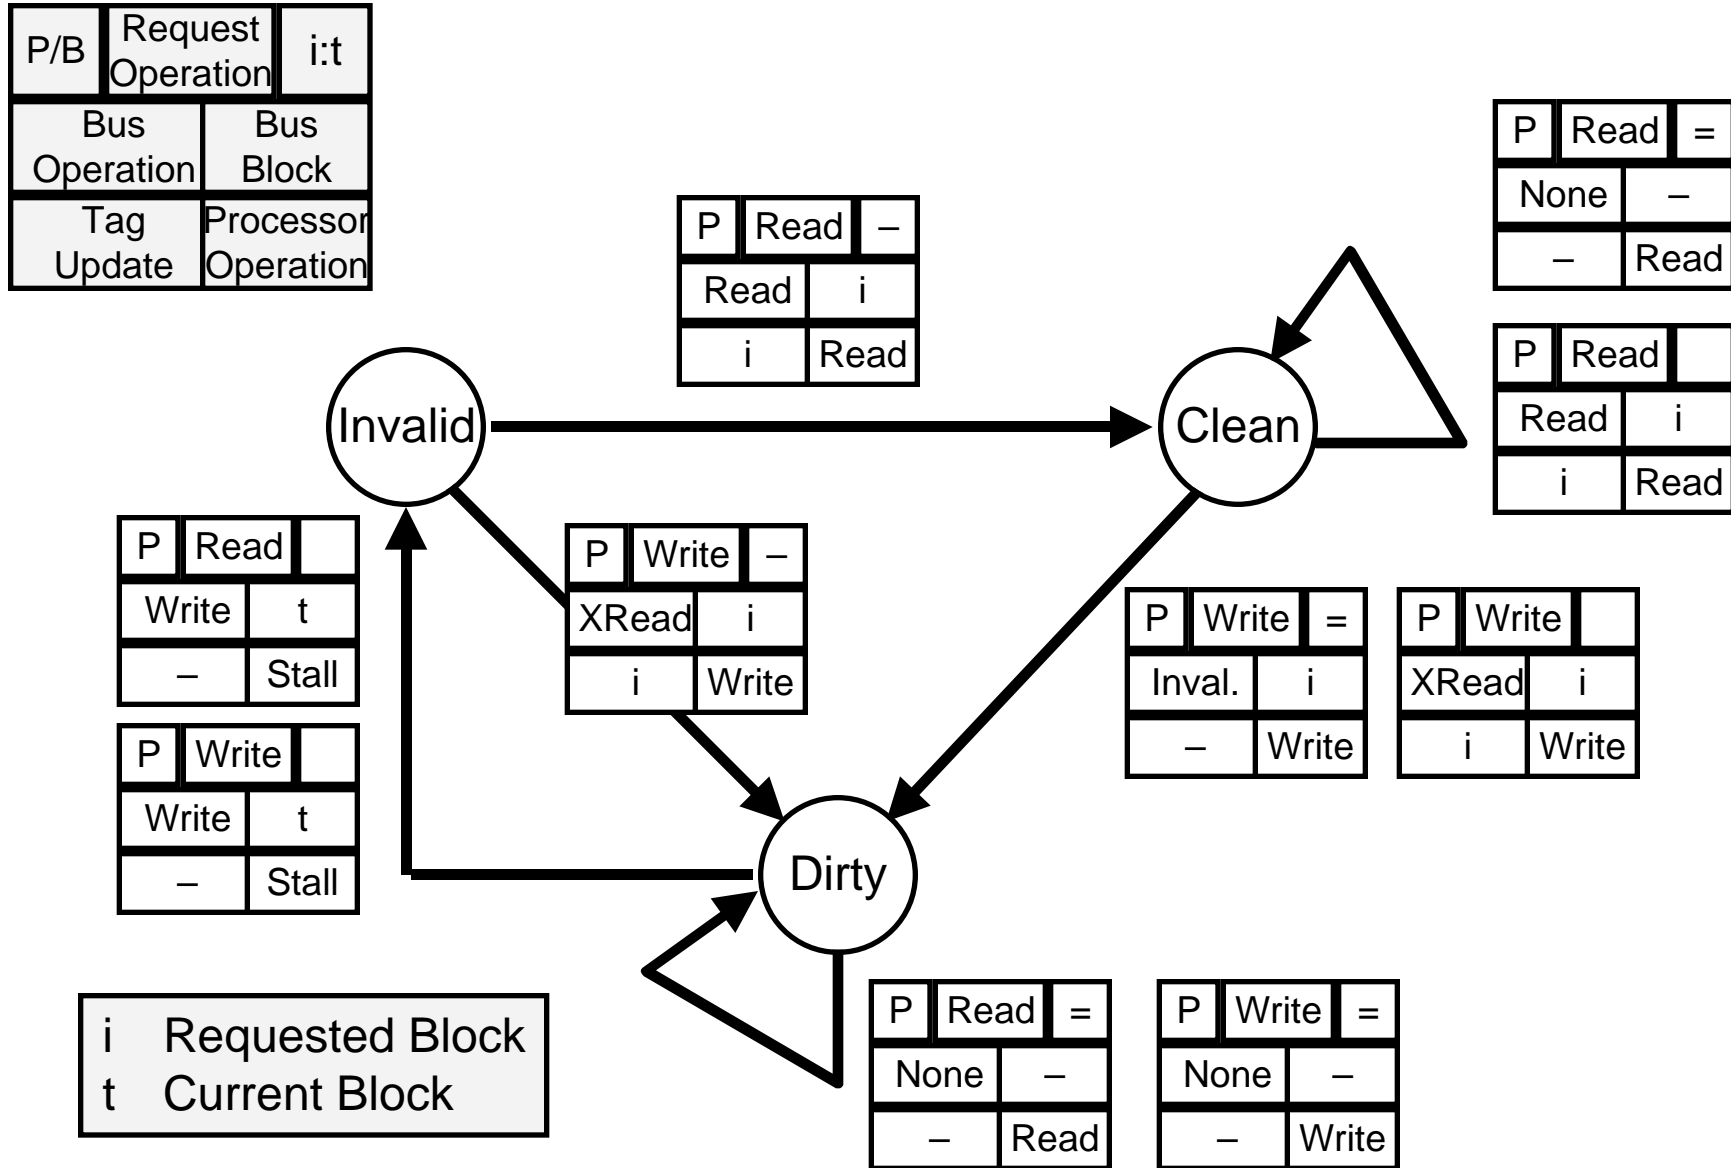 P/B Request Operation i:t
Bus Operation Bus Block
Tag Update Processor Operation
P Read =
None –
– Read
P Read –
Read i
i Read
P Read
Read i
i Read
Invalid
Clean
P Read
Write t
– Stall
P Write –
XRead i
i Write
P Write =
Inval. i
– Write
P Write
XRead i
i Write
P Write
Write t
– Stall
Dirty
P Read =
None –
– Read
P Write =
None –
– Write
i Requested Block
t Current Block